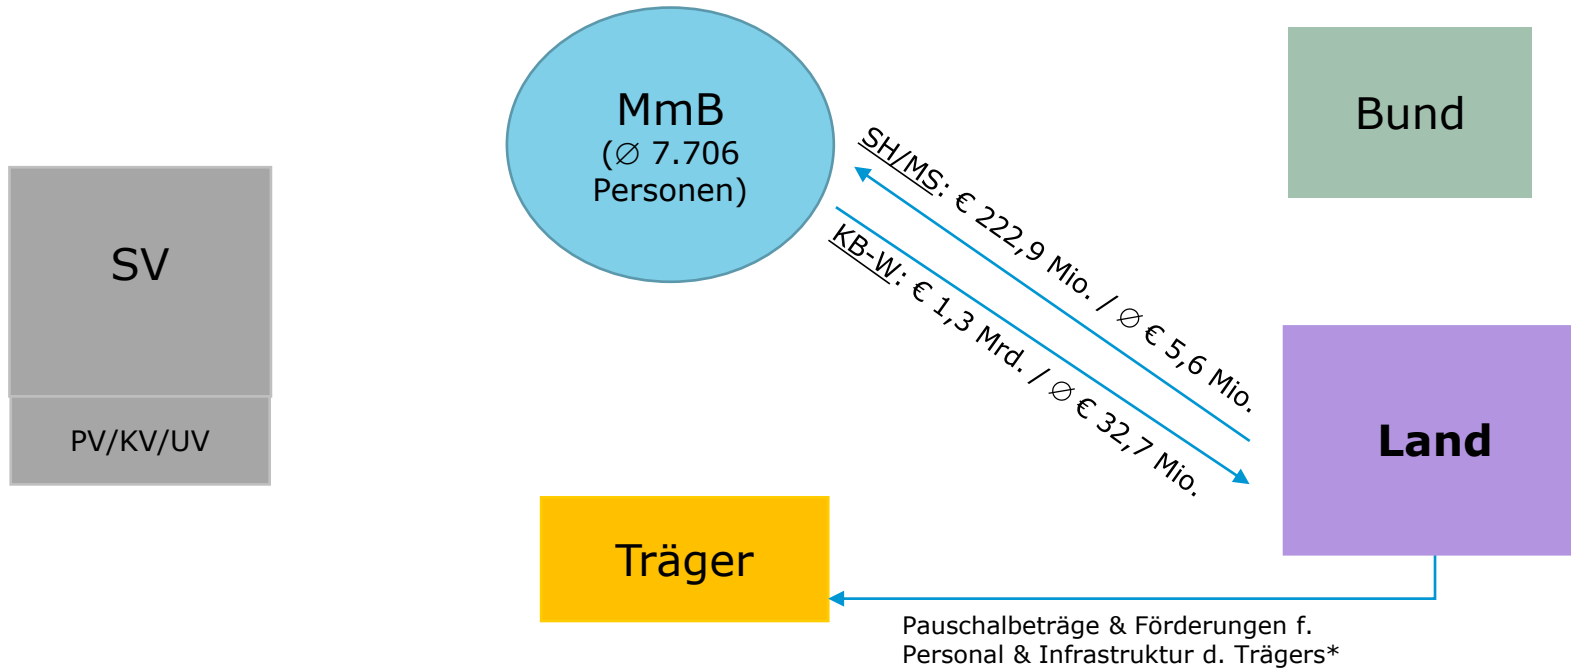 MmB
(∅ 7.706
Personen)
Bund
SV
PV/KV/UV
SH/MS: € 222,9 Mio. / ∅ € 5,6 Mio.
KB-W: € 1,3 Mrd. / ∅ € 32,7 Mio.
Land
Träger
Pauschalbeträge & Förderungen f.
Personal & Infrastruktur d. Trägers*